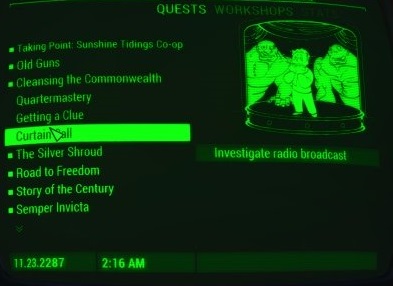 QUESTS WORKSHOPS STATS
Taking Point: Sunshine Tidings Co-op
Old Guns
Cleansing the Commonwealth
Quartermastery
Getting a Clue
Curtain Call
The Silver Shroud
Road to Freedom
Story of the Century
Semper Invicta
Investigate radio broadcast
11.23.2287
2:16 AM